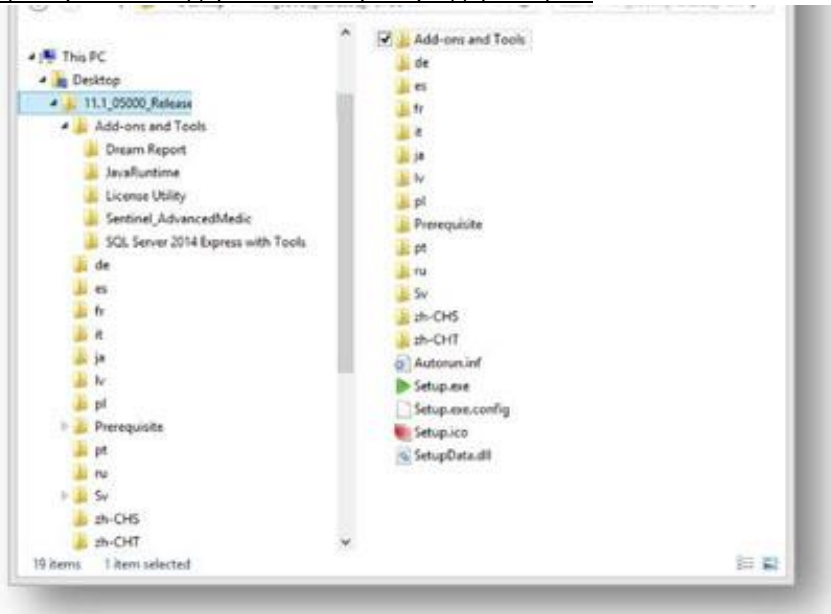 This PC
Desktop
11.1_05000_Release
Add-ons and Tools
Dream Report
JavaRuntime
License Utility
Sentinel_AdvancedMedic
SQL Server 2014 Express with Tools
de
es
fr
it
ja
lv
pl
Prerequisite
pt
ru
Sv
zh-CHS
zh-CHT
Add-ons and Tools
de
es
fr
it
ja
lv
pl
Prerequisite
pt
ru
Sv
zh-CHS
zh-CHT
Autorun.inf
Setup.exe
Setup.exe.config
Setup.ico
SetupData.dll
19 items 1 item selected